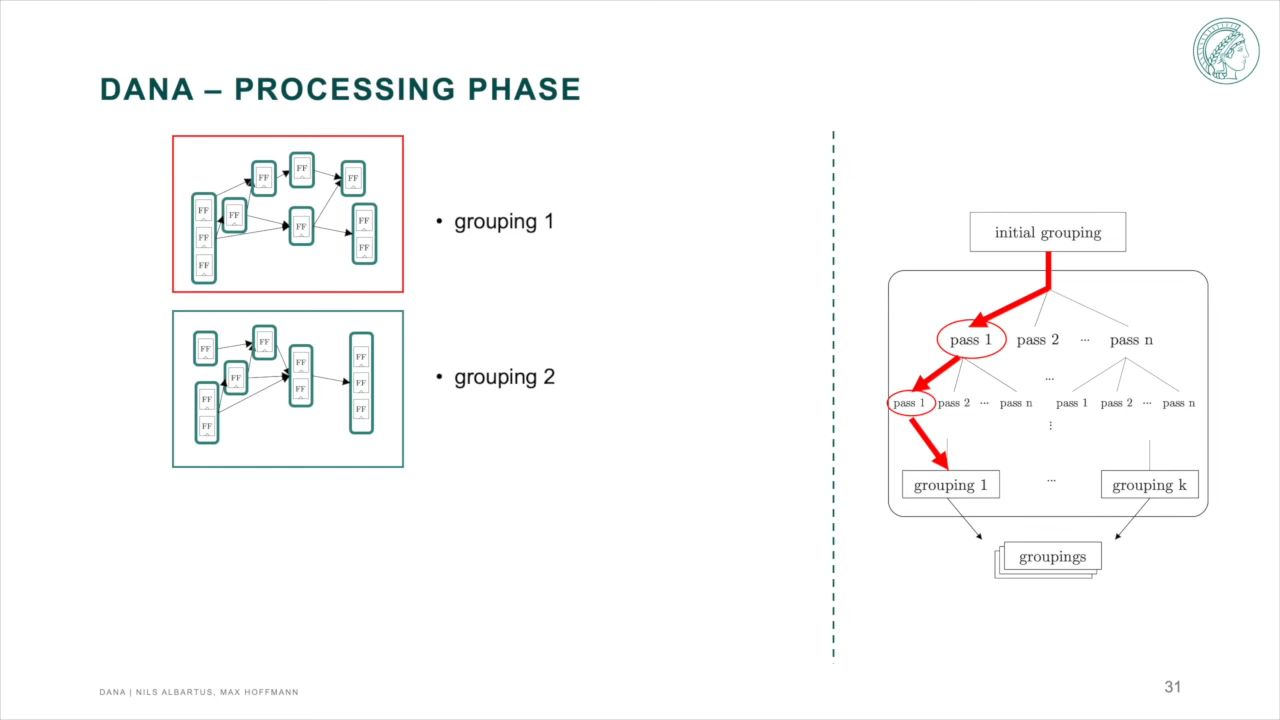 DANA – PROCESSING PHASE
FF
FF
FF
FF
FF
FF
FF
FF
FF
FF
FF
• grouping 1
FF
FF
FF
FF
FF
FF
FF
FF
FF
FF
• grouping 2
initial grouping
pass 1 pass 2 ... pass n
...
pass 1 pass 2 ... pass n pass 1 pass 2 ... pass n
⋮
grouping 1 ... grouping k
groupings
DANA | NILS ALBARTUS, MAX HOFFMANN
31